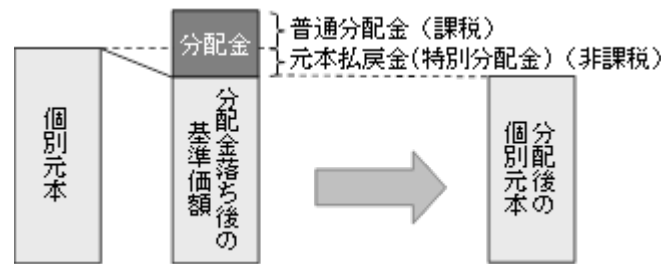 分配金
普通分配金（課税）
元本払戻金(特別分配金)（非課税）
個別元本
分配金落ち後の
基準価額
分配後の
個別元本